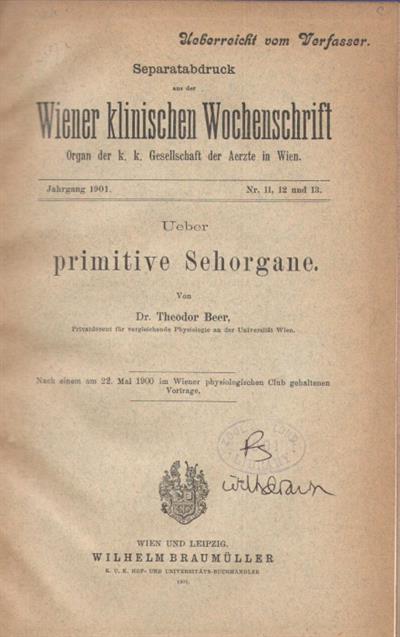 Ueberreicht vom Verfasser.
Separatabdruck
aus der
Wiener klinischen Wochenschrift
Organ der k. k. Gesellschaft der Aerzte in Wien.
Jahrgang 1901. Nr. 11, 12 und 13.
Ueber
primitive Sehorgane.
Von
Dr. Theodor Beer,
Privatdozent für vergleichende Physiologie an der Universität Wien.
Nach einem am 22. Mai 1900 im Wiener physiologischen Club gehaltenen
Vortrage.
WIEN UND LEIPZIG.
WILHELM BRAUMÜLLER
K. U. K. HOF- UND UNIVERSITÄTS-BUCHHÄNDLER
1901.